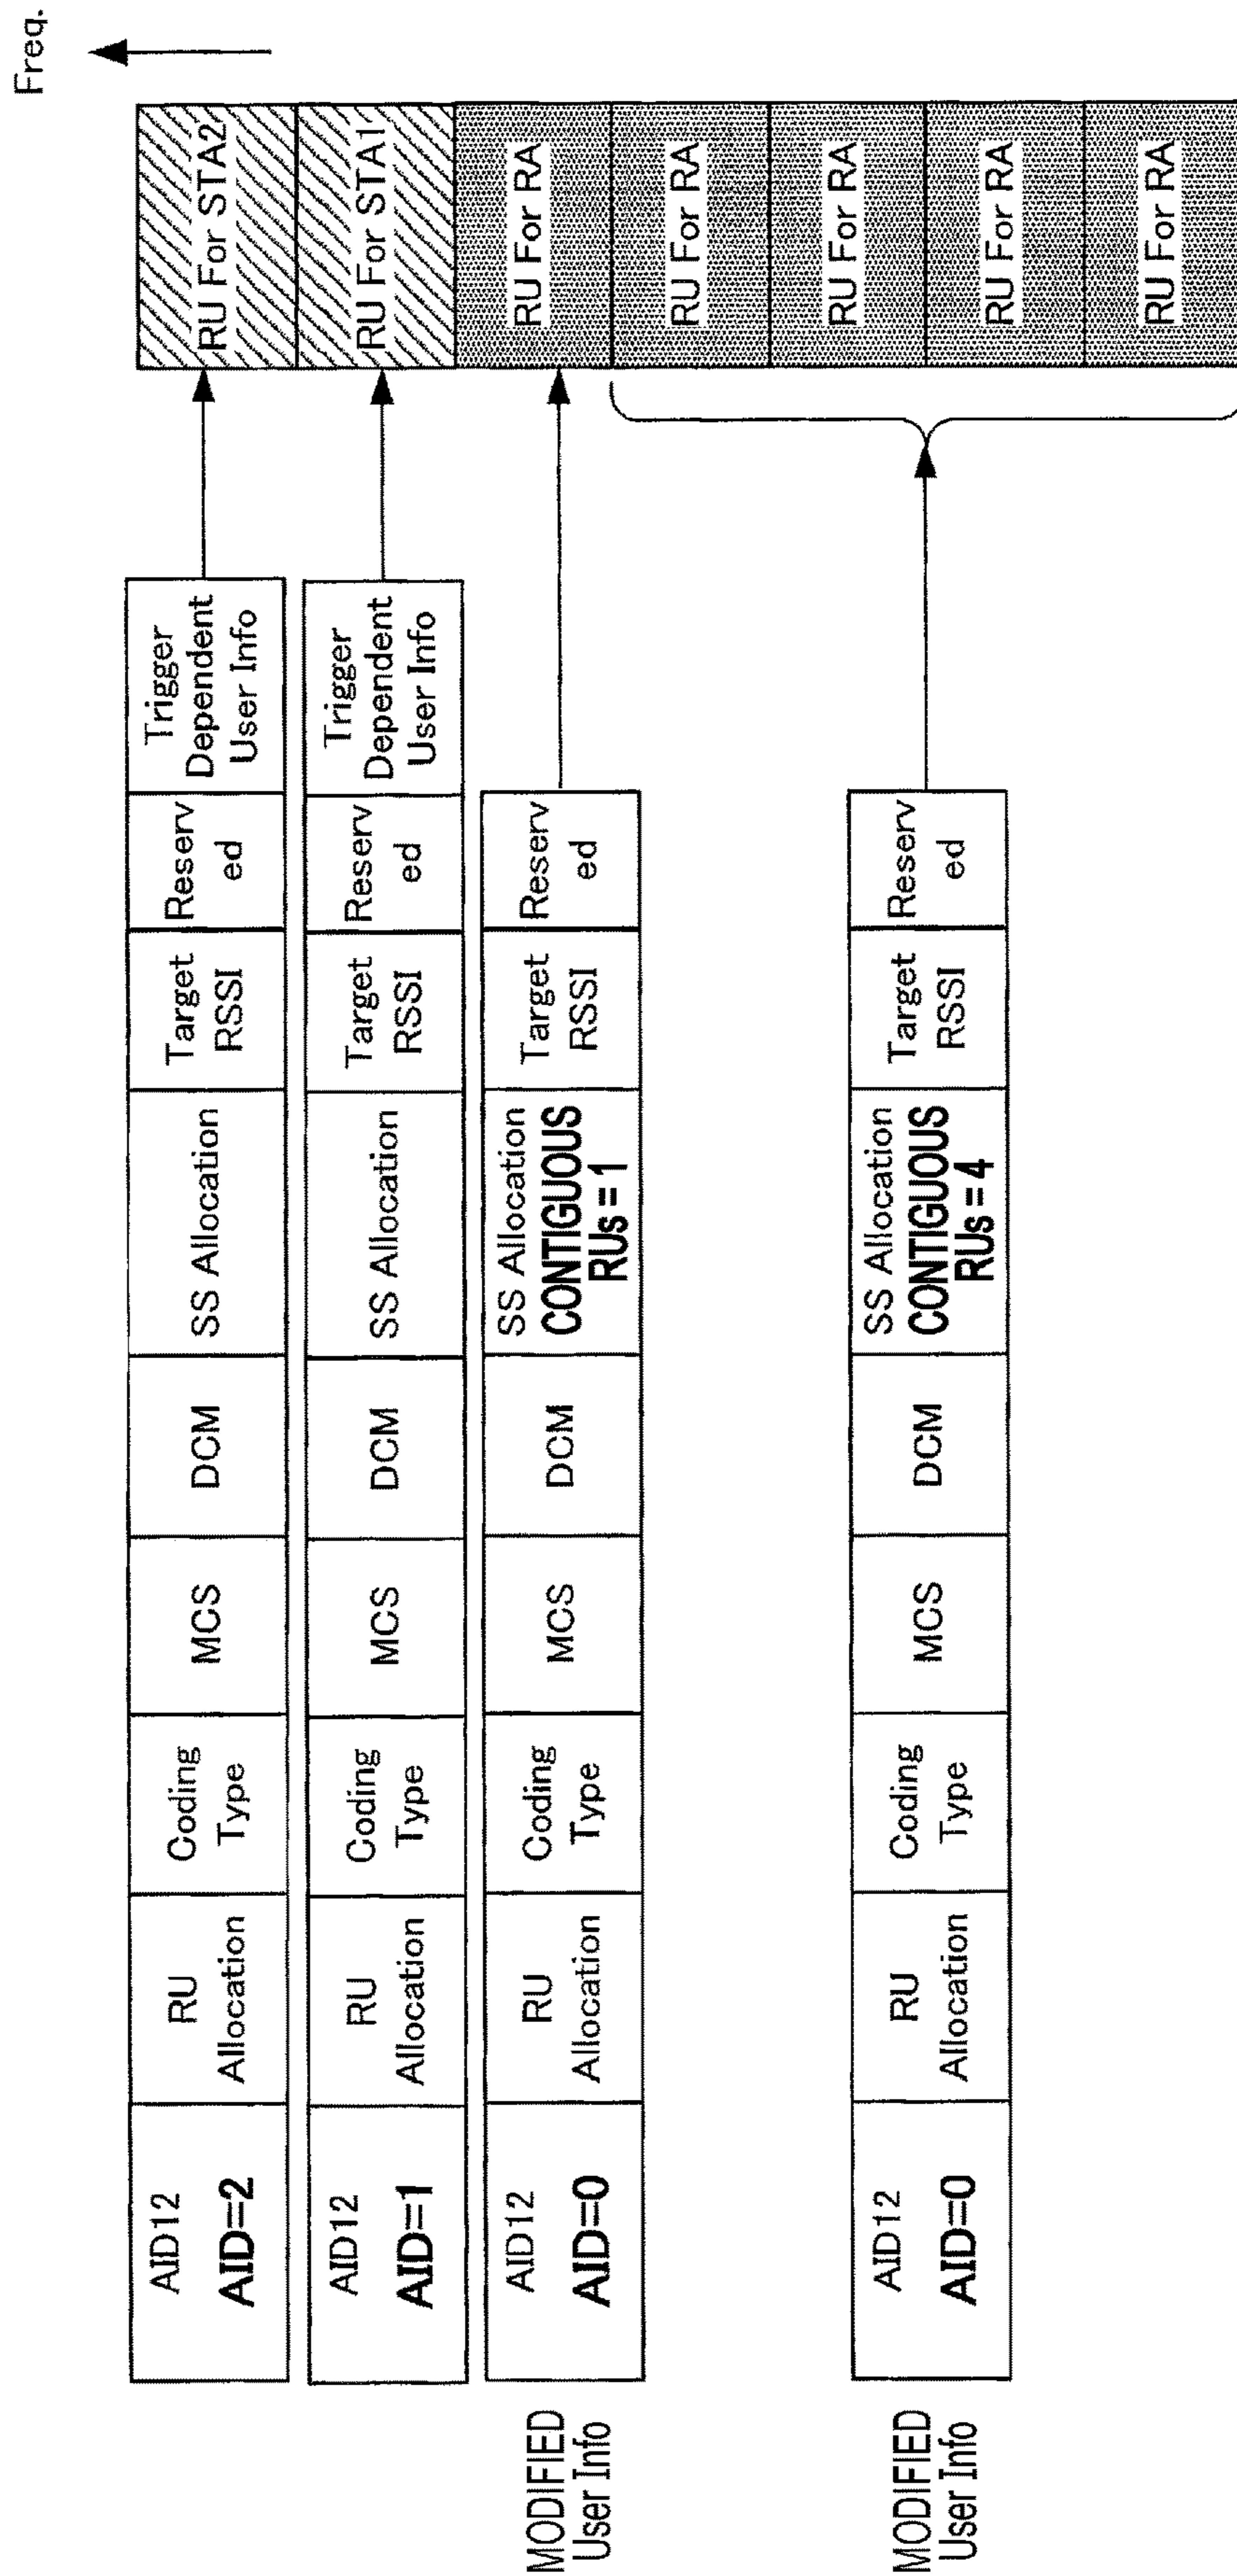 Freq.
AID12
AID=2
RU
Allocation
Coding
Type
MCS
DCM
SS Allocation
Target
RSSI
Reserv
ed
Trigger
Dependent
User Info
RU For STA2
AID12
AID=1
RU
Allocation
Coding
Type
MCS
DCM
SS Allocation
Target
RSSI
Reserv
ed
Trigger
Dependent
User Info
RU For STA1
MODIFIED
User Info
AID12
AID=0
RU
Allocation
Coding
Type
MCS
DCM
SS Allocation
CONTIGUOUS
RUs = 1
Target
RSSI
Reserv
ed
RU For RA
RU For RA
RU For RA
MODIFIED
User Info
AID12
AID=0
RU
Allocation
Coding
Type
MCS
DCM
SS Allocation
CONTIGUOUS
RUs = 4
Target
RSSI
Reserv
ed
RU For RA
RU For RA